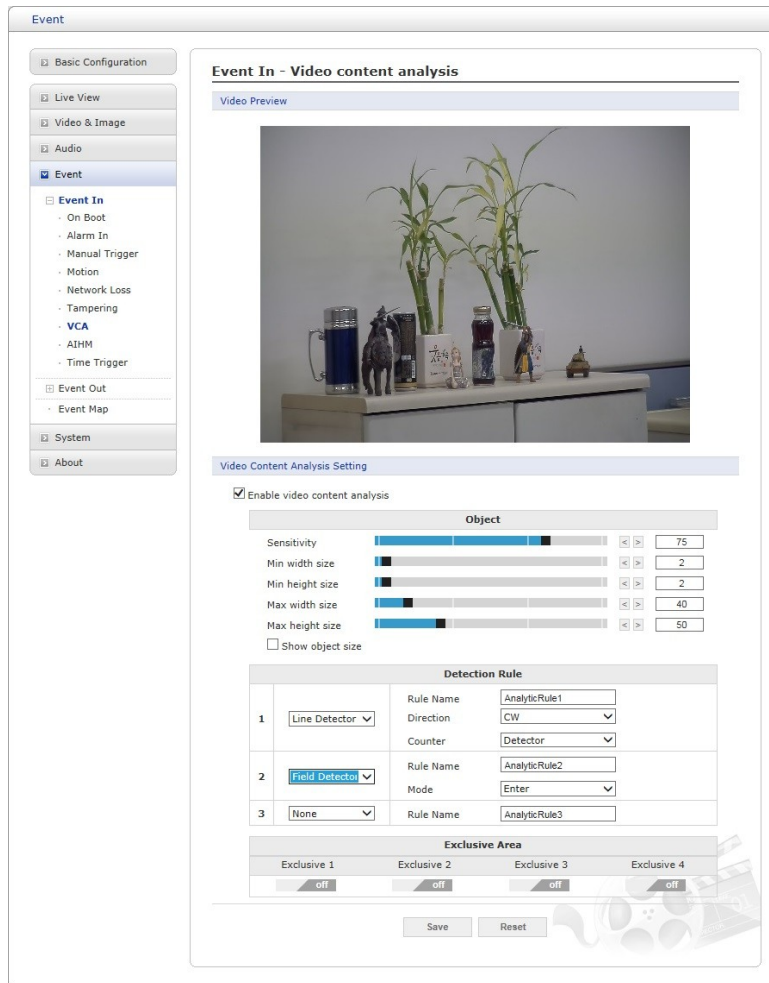 Event
Basic Configuration
Live View
Video & Image
Audio
Event
Event In
On Boot
Alarm In
Manual Trigger
Motion
Network Loss
Tampering
VCA
AIHM
Time Trigger
Event Out
Event Map
System
About
Event In - Video content analysis
Video Preview
Video Content Analysis Setting
Enable video content analysis
Object
Sensitivity < > 75
Min width size < > 2
Min height size < > 2
Max width size < > 40
Max height size < > 50
Show object size
Detection Rule
1 Line Detector Rule Name AnalyticRule1
Direction CW
Counter Detector
2 Field Detector Rule Name AnalyticRule2
Mode Enter
3 None Rule Name AnalyticRule3
Exclusive Area
Exclusive 1 Exclusive 2 Exclusive 3 Exclusive 4
off off off off
Save Reset